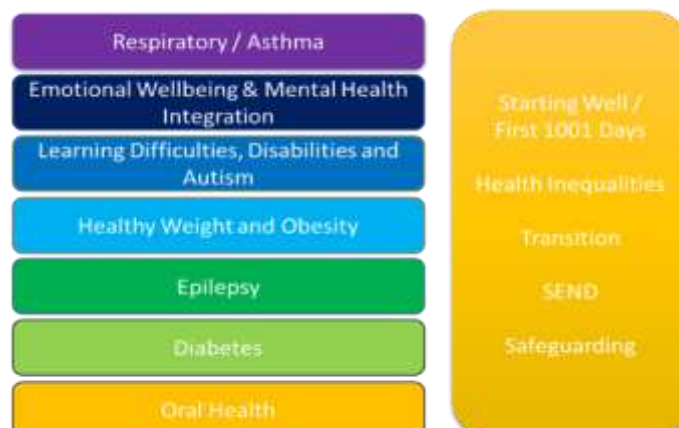 Respiratory / Asthma
Emotional Wellbeing & Mental Health
Integration
Learning Difficulties, Disabilities and
Autism
Healthy Weight and Obesity
Epilepsy
Diabetes
Oral Health
Starting Well /
First 1001 Days
Health Inequalities
Transition
SEND
Safeguarding